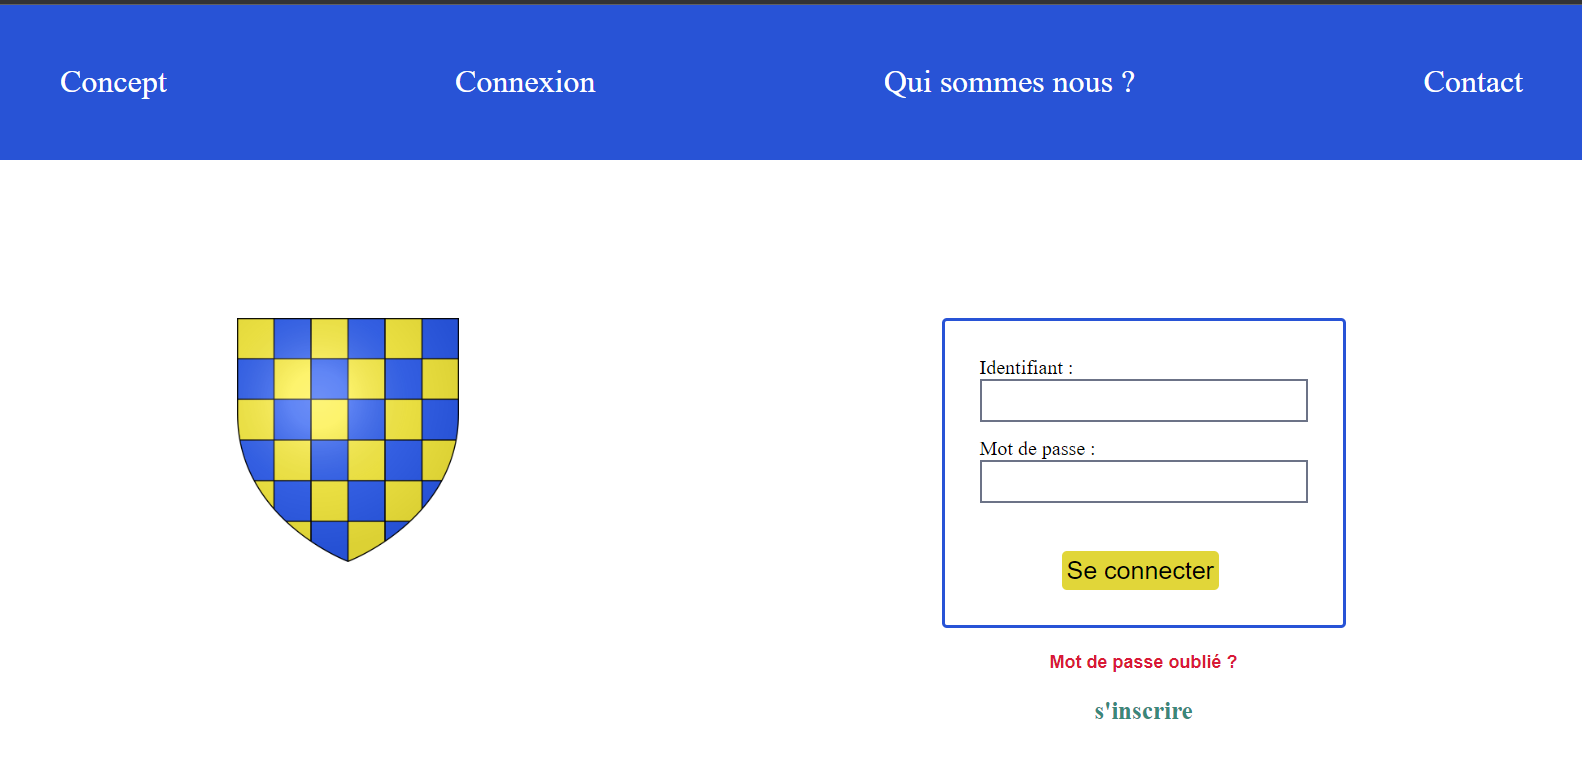 Concept Connexion Qui sommes nous ? Contact
Identifiant :
Mot de passe :
Se connecter
Mot de passe oublié ?
s'inscrire